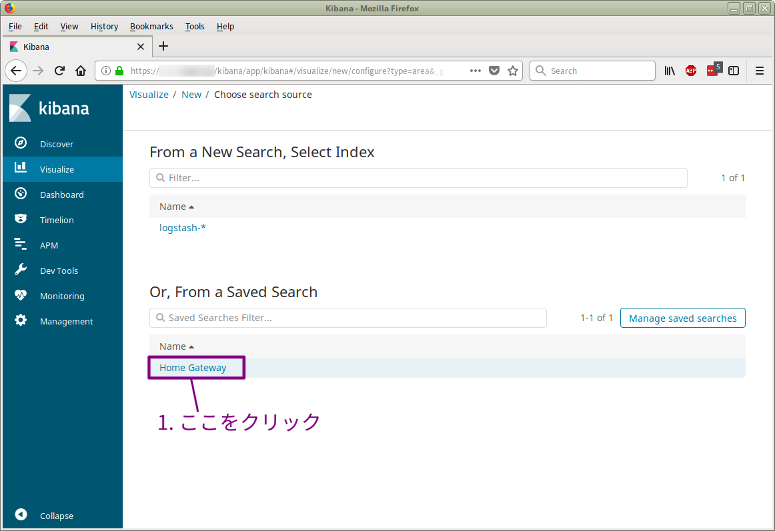 Kibana - Mozilla Firefox
File Edit View History Bookmarks Tools Help
Kibana
https:// /kibana/app/kibana#/visualize/new/configure?type=area&_
Search
ABP
5
kibana
Discover
Visualize
Dashboard
Timelion
APM
Dev Tools
Monitoring
Management
Collapse
Visualize / New / Choose search source
From a New Search, Select Index
Filter...
1 of 1
Name
logstash-*
Or, From a Saved Search
Saved Searches Filter...
1-1 of 1
Manage saved searches
Name
Home Gateway
1. ここをクリック